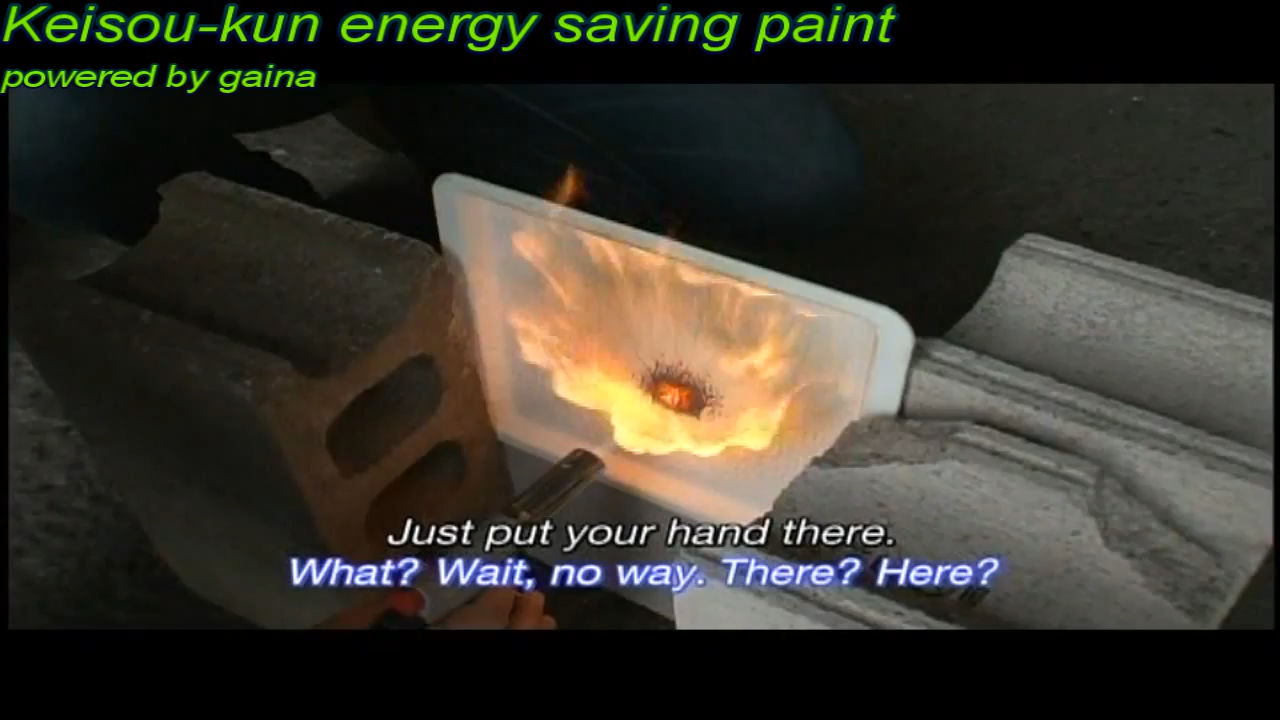 Keisou-kun energy saving paint
powered by gaina
Just put your hand there.
What? Wait, no way. There? Here?